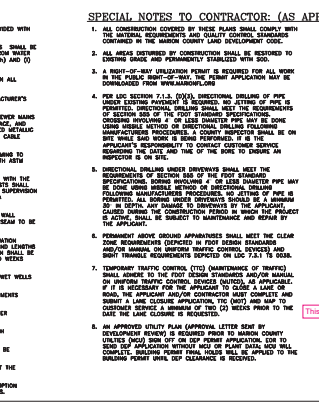 SPECIAL NOTES TO CONTRACTOR: (AS APP
1. ALL CONSTRUCTION COVERED BY THESE PLANS SHALL COMPLY WITH
THE MATERIAL REQUIREMENTS AND QUALITY CONTROL STANDARDS
CONTAINED IN THE MARION COUNTY LAND DEVELOPMENT CODE.
2. ALL AREAS DISTURBED BY CONSTRUCTION SHALL BE RESTORED TO
EXISTING GRADE AND PERMANENTLY STABILIZED WITH SOD.
3. A RIGHT-OF-WAY UTILIZATION PERMIT IS REQUIRED FOR ALL WORK
IN THE PUBLIC RIGHT-OF-WAY. THE PERMIT APPLICATION MAY BE
DOWNLOADED FROM WWW.MARIONFL.ORG
4. PER LDC SECTION 7.1.3. DIRECTIONAL DRILLING OF PIPE
UNDER EXISTING PAVEMENT IS REQUIRED. NO JETTING OF PIPE IS
PERMITTED. DIRECTIONAL DRILLING SHALL MEET THE REQUIREMENTS
OF SECTION 555 OF THE FDOT STANDARD SPECIFICATIONS.
CROSSING INVOLVING 4" OR LESS DIAMETER PIPE MAY BE DONE
USING MISSILE METHOD OR DIRECTIONAL DRILLING FOLLOWING
MANUFACTURERS PROCEDURES. A COUNTY INSPECTOR SHALL BE ON
SITE WHILE SAID WORK IS BEING PERFORMED. IT IS THE
APPLICANT'S RESPONSIBILITY TO CONTACT CUSTOMER SERVICE
REGARDING THE DATE AND TIME OF THE BORE TO ENSURE AN
INSPECTOR IS ON SITE.
5. DIRECTIONAL DRILLING UNDER DRIVEWAYS SHALL MEET THE
REQUIREMENTS OF SECTION 555 OF THE FDOT STANDARD
SPECIFICATIONS. BORING INVOLVING 4" OR LESS DIAMETER PIPE MAY
BE DONE USING MISSILE METHOD OR DIRECTIONAL DRILLING
FOLLOWING MANUFACTURERS PROCEDURES. NO JETTING OF PIPE IS
PERMITTED. ALL BORING UNDER DRIVEWAYS SHOULD BE A MINIMUM
30" IN DEPTH. ANY DAMAGE TO DRIVEWAYS BY THE APPLICANT,
CAUSED DURING THE CONSTRUCTION PERIOD IN WHICH THE PROJECT
IS ACTIVE, SHALL BE SUBJECT TO MAINTENANCE AND REPAIR BY
THE APPLICANT.
6. PERMANENT ABOVE GROUND APPARATUSES SHALL MEET THE CLEAR
ZONE REQUIREMENTS (DEPICTED IN FDOT DESIGN STANDARDS
AND/OR MANUAL ON UNIFORM TRAFFIC CONTROL DEVICES) AND
SIGHT TRIANGLE REQUIREMENTS DEPICTED ON LDC 7.3.1 TS 003B.
7. TEMPORARY TRAFFIC CONTROL (TTC) (MAINTENANCE OF TRAFFIC)
SHALL ADHERE TO THE FDOT DESIGN STANDARDS AND/OR MANUAL
ON UNIFORM TRAFFIC CONTROL DEVICES (MUTCD), AS APPLICABLE.
IF IT IS NECESSARY FOR THE APPLICANT TO CLOSE A LANE OR
ROAD, THE APPLICANT AND/OR CONTRACTOR MUST COMPLETE AND
SUBMIT A LANE CLOSURE APPLICATION, TTC (MOT) AND MAP TO
CUSTOMER SERVICE A MINIMUM OF TWO (2) WEEKS PRIOR TO THE
DATE THE LANE CLOSURE IS REQUESTED.
8. AN APPROVED UTILITY PLAN (APPROVAL LETTER SENT BY
DEVELOPMENT REVIEW) IS REQUIRED PRIOR TO MARION COUNTY
UTILITIES (MCU) SIGN OFF ON DEP PERMIT APPLICATION. EOR TO
SEND DEP APPLICATION WITHOUT MCU OR PLANT DATA; MCU WILL
COMPLETE. BUILDING PERMIT FINAL HOLDS WILL BE APPLIED TO THE
BUILDING PERMIT UNTIL DEP CLEARANCE IS RECEIVED.
This